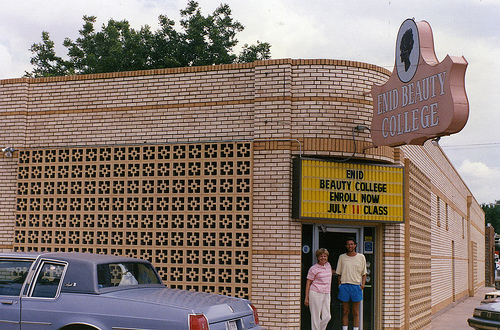 ENID BEAUTY
COLLEGE
ENID
BEAUTY COLLEGE
ENROLL NOW
JULY 11 CLASS